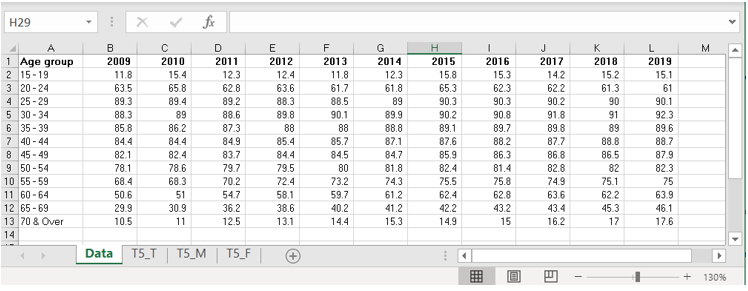 H29 fx
A B C D E F G H I J K L M
1 Age group 2009 2010 2011 2012 2013 2014 2015 2016 2017 2018 2019
2 15 - 19 11.8 15.4 12.3 12.4 11.8 12.3 15.8 15.3 14.2 15.2 15.1
3 20 - 24 63.5 65.8 62.8 63.6 61.7 61.8 65.3 62.3 62.2 61.3 61
4 25 - 29 89.3 89.4 89.2 88.3 88.5 89 90.3 90.3 90.2 90 90.1
5 30 - 34 88.3 89 88.6 89.8 90.1 89.9 90.2 90.8 91.8 91 92.3
6 35 - 39 85.8 86.2 87.3 88 88 88.8 89.1 89.7 89.8 89 89.6
7 40 - 44 84.4 84.4 84.9 85.4 85.7 87.1 87.6 88.2 87.7 88.8 88.7
8 45 - 49 82.1 82.4 83.7 84.4 84.5 84.7 85.9 86.3 86.8 86.5 87.9
9 50 - 54 78.1 78.6 79.7 79.5 80 81.8 82.4 81.4 82.8 82 82.3
10 55 - 59 68.4 68.3 70.2 72.4 73.2 74.3 75.5 75.8 74.9 75.1 75
11 60 - 64 50.6 51 54.7 58.1 59.7 61.2 62.4 62.8 63.6 62.2 63.9
12 65 - 69 29.9 30.9 36.2 38.6 40.2 41.2 42.2 43.2 43.4 45.3 46.1
13 70 & Over 10.5 11 12.5 13.1 14.4 15.3 14.9 15 16.2 17 17.6
14
Data T5_T T5_M T5_F
130%